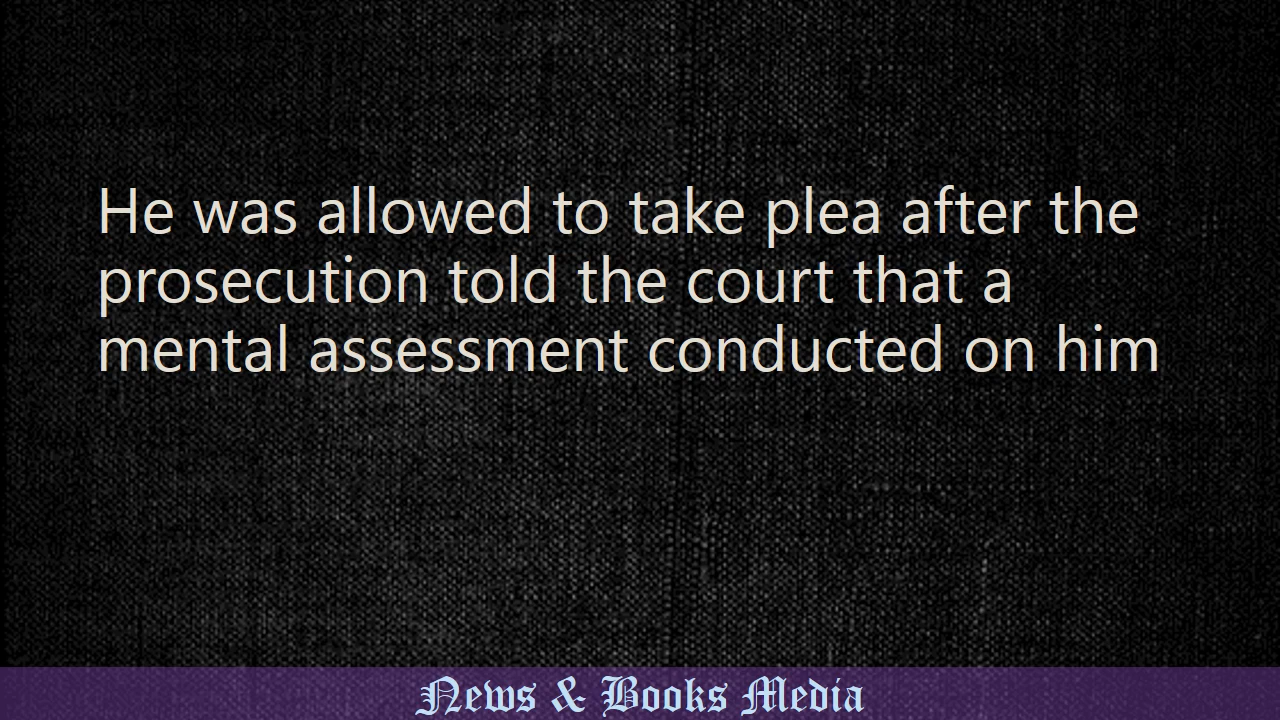 He was allowed to take plea after the
prosecution told the court that a
mental assessment conducted on him
News & Books Media